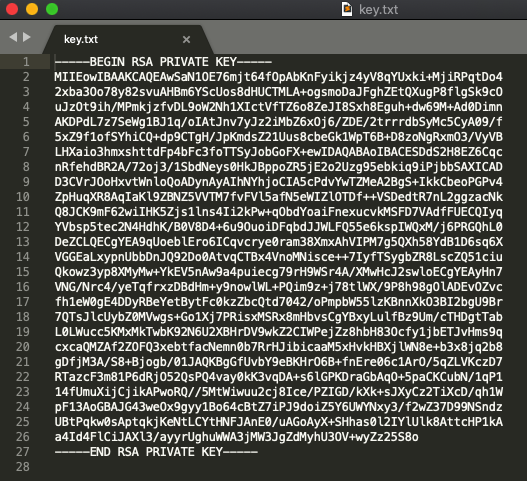 key.txt
key.txt ×
1 -----BEGIN RSA PRIVATE KEY-----
2 MIIEowIBAAKCAQEAwSaN1OE76mjt64fOpAbKnFyikjz4yV8qYUxki+MjiRPqtDo4
3 2xba3Oo78y82svuAHBm6YScUos8dHUCTMLA+ogsmoDaJFghZEtQXugP8flgSk9cO
4 uJzOt9ih/MPmkjzfvDL9oW2Nh1XIctVfTZ6o8ZeJI8Sxh8Eguh+dw69M+Ad0Dimn
5 AKDPdL7z7SeWg1BJ1q/oIAtJnv7yJz2iMbZ6xOj6/ZDE/2trrrdbSyMc5CyA09/f
6 5xZ9f1ofSYhiCQ+dp9CTgH/JpKmdsZ21Uus8cbeGk1WpT6B+D8zoNgRxmO3/VyVB
7 LHXaio3hmxshttdFp4bFc3foTTSyJobGoFX+ewIDAQABAoIBACESDdS2H8EZ6Cqc
8 nRfehdBR2A/72oj3/1SbdNeys0HkJBppoZR5jE2o2Uzg95ebkiq9iPjbbSAXICAD
9 D3CVrJOoHxvtWnloQoADynAyAIhNYhjoCIA5cPdvYwTZMeA2BgS+IkkCbeoPGPv4
10 ZpHuqXR8AqIaKl9ZBNZ5VVTM7fvFVl5afN5eWIZlOTDf++VSDedtR7nL2ggzacNk
11 Q8JCK9mF62wiIHK5Zjs1lns4Ii2kPw+qObdYoaiFnexucvkMSFD7VAdfFUECQIyq
12 YVbsp5tec2N4HdhK/B0V8D4+6u9OuoiDFqbdJJWLFQ55e6kspIWQxM/j6PRGQhL0
13 DeZCLQECgYEA9qUoeblEro6ICqvcrye0ram38XmxAhVIPM7g5QXh58YdB1D6sq6X
14 VGGEaLxypnUbbDnJQ92Do0AtvqCTBx4VnoMNisce++7IyfTSygbZR8LscZQ51ciu
15 Qkowz3yp8XMyMw+YkEV5nAw9a4puiecg79rH9WSr4A/XMwHcJ2swloECgYEAyHn7
16 VNG/Nrc4/yeTqfrxzDBdHm+y9nowlWL+PQim9z+j78tlWX/9P8h98gOlADEvOZvc
17 fh1eW0gE4DDyRBeYetBytFc0kzZbcQtd7042/oPmpbW55lzKBnnXkO3BI2bgU9Br
18 7QTsJlcUybZ0MVwgs+Go1Xj7PRisxMSRx8mHbvsCgYBxyLulfBz9Um/cTHDgtTab
19 L0LWucc5KMxMkTwbK92N6U2XBHrDV9wkZ2CIWPejZz8hbH83Ocfy1jbETJvHms9q
20 cxcaQMZAf2ZOFQ3xebtfacNemn0b7RrHJibicaaM5xHvkHBXjlWN8e+b3x8jq2b8
21 gDfjM3A/S8+Bjogb/01JAQKBgGfUvbY9eBKHrO6B+fnEre06c1ArO/5qZLVKczD7
22 RTazcF3m81P6dRjO52QsPQ4vay0kK3vqDA+s6lGPKDraGbAqO+5paCKCubN/1qP1
23 14fUmuXijCjikAPwoRQ//5MtWiwuu2cj8Ice/PZIGD/kXk+sJXyCz2TiXcD/qh1W
24 pF13AoGBAJG43weOx9gyy1Bo64cBtZ7iPJ9doiZ5Y6UWYNxy3/f2wZ37D99NSndz
25 UBtPqkw0sAptqkjKeNtLCYtHNFJAnE0/uAGoAyX+SHhas0l2IYlUlk8AttcHP1kA
26 a4Id4FlCiJAXl3/ayyrUghuWWA3jMW3JgZdMyhU3OV+wyZz25S8o
27 -----END RSA PRIVATE KEY-----
28